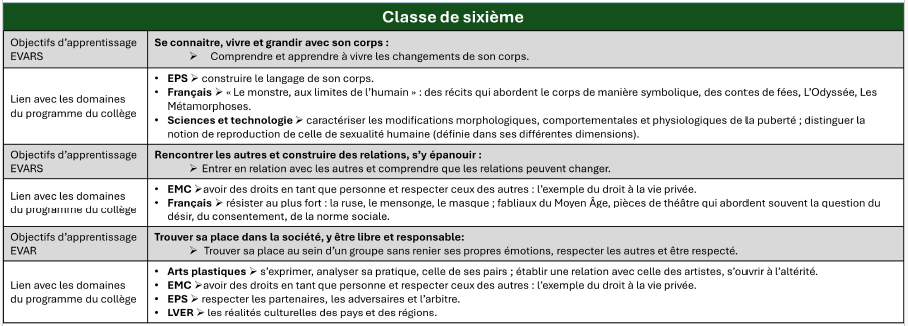 Classe de sixième
Objectifs d'apprentissage
EVARS
Se connaitre, vivre et grandir avec son corps :
➢ Comprendre et apprendre à vivre les changements de son corps.
Lien avec les domaines
du programme du collège
• EPS ➢ construire le langage de son corps.
• Français ➢ « Le monstre, aux limites de l'humain » : des récits qui abordent le corps de manière symbolique, des contes de fées, L'Odyssée, Les
Métamorphoses.
• Sciences et technologie ➢ caractériser les modifications morphologiques, comportementales et physiologiques de la puberté ; distinguer la
notion de reproduction de celle de sexualité humaine (définie dans ses différentes dimensions).
Objectifs d'apprentissage
EVARS
Rencontrer les autres et construire des relations, s'y épanouir :
➢ Entrer en relation avec les autres et comprendre que les relations peuvent changer.
Lien avec les domaines
du programme du collège
• EMC ➢avoir des droits en tant que personne et respecter ceux des autres : l'exemple du droit à la vie privée.
• Français ➢ résister au plus fort : la ruse, le mensonge, le masque ; fabliaux du Moyen Âge, pièces de théâtre qui abordent souvent la question du
désir, du consentement, de la norme sociale.
Objectifs d'apprentissage
EVAR
Trouver sa place dans la société, y être libre et responsable:
➢ Trouver sa place au sein d'un groupe sans renier ses propres émotions, respecter les autres et être respecté.
Lien avec les domaines
du programme du collège
• Arts plastiques ➢ s'exprimer, analyser sa pratique, celle de ses pairs ; établir une relation avec celle des artistes, s'ouvrir à l'altérité.
• EMC ➢avoir des droits en tant que personne et respecter ceux des autres : l'exemple du droit à la vie privée.
• EPS ➢ respecter les partenaires, les adversaires et l'arbitre.
• LVER ➢ les réalités culturelles des pays et des régions.